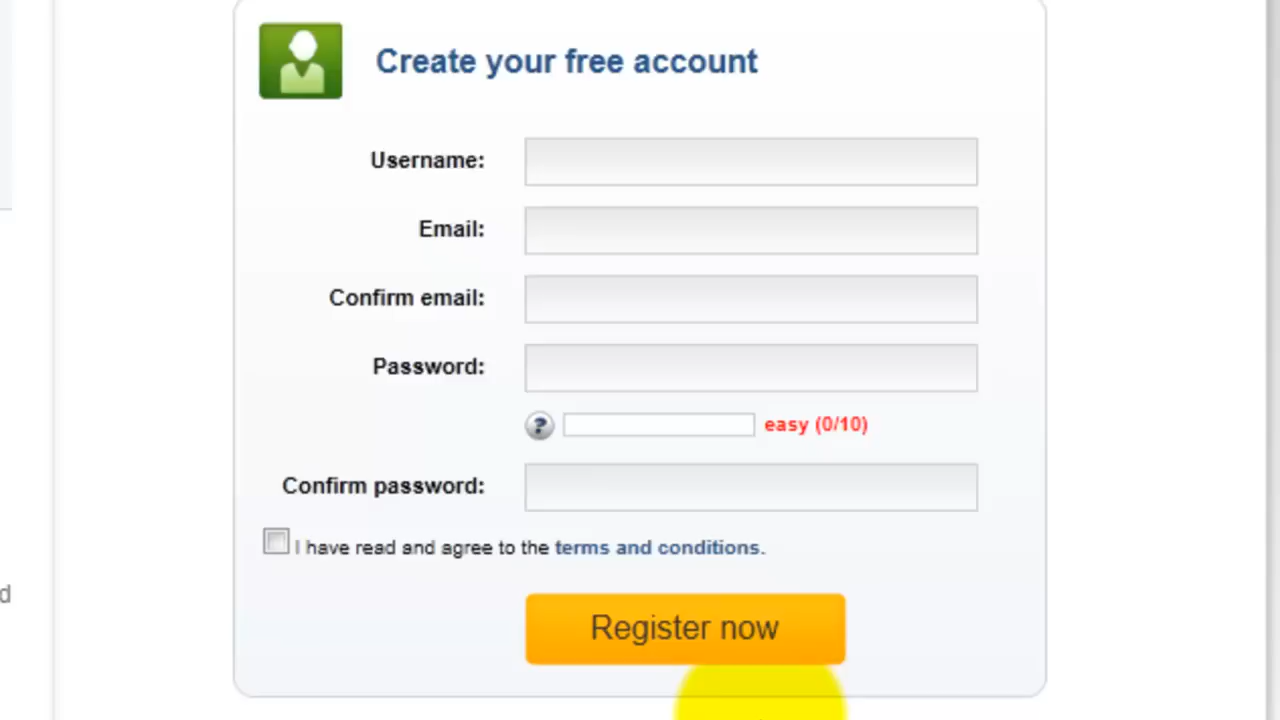 Create your free account
Username:
Email:
Confirm email:
Password:
? easy (0/10)
Confirm password:
I have read and agree to the terms and conditions.
d
Register now